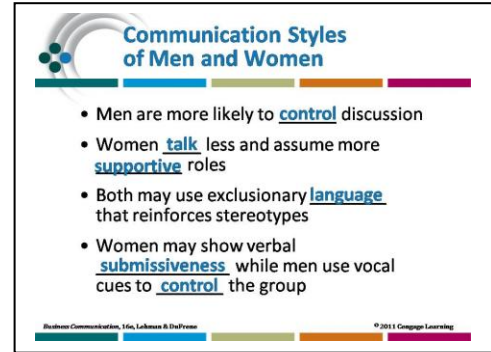 Communication Styles
of Men and Women
• Men are more likely to control discussion
• Women talk less and assume more
supportive roles
• Both may use exclusionary language
that reinforces stereotypes
• Women may show verbal
submissiveness while men use vocal
cues to control the group
Business Communication, 16e, Lehman & DuFrene
© 2011 Cengage Learning